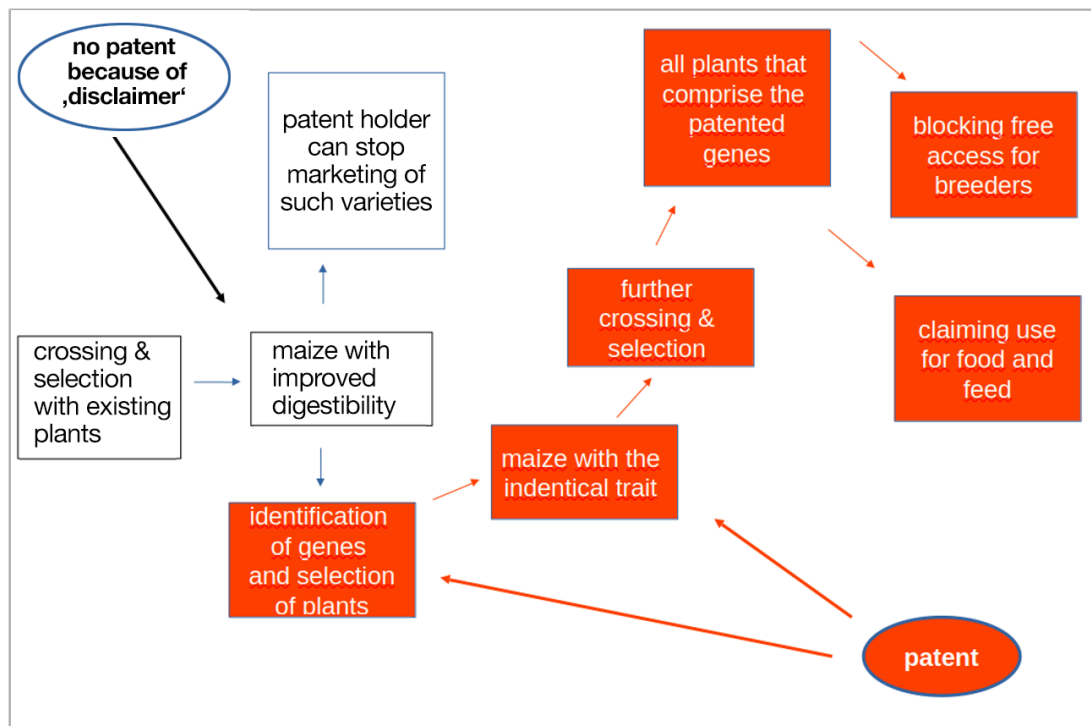 no patent
because of
‚disclaimer‘
patent holder
can stop
marketing of
such varieties
crossing &
selection
with existing
plants
maize with
improved
digestibility
identification
of genes
and selection
of plants
maize with the
indentical trait
further
crossing &
selection
all plants that
comprise the
patented
genes
blocking free
access for
breeders
claiming use
for food and
feed
patent